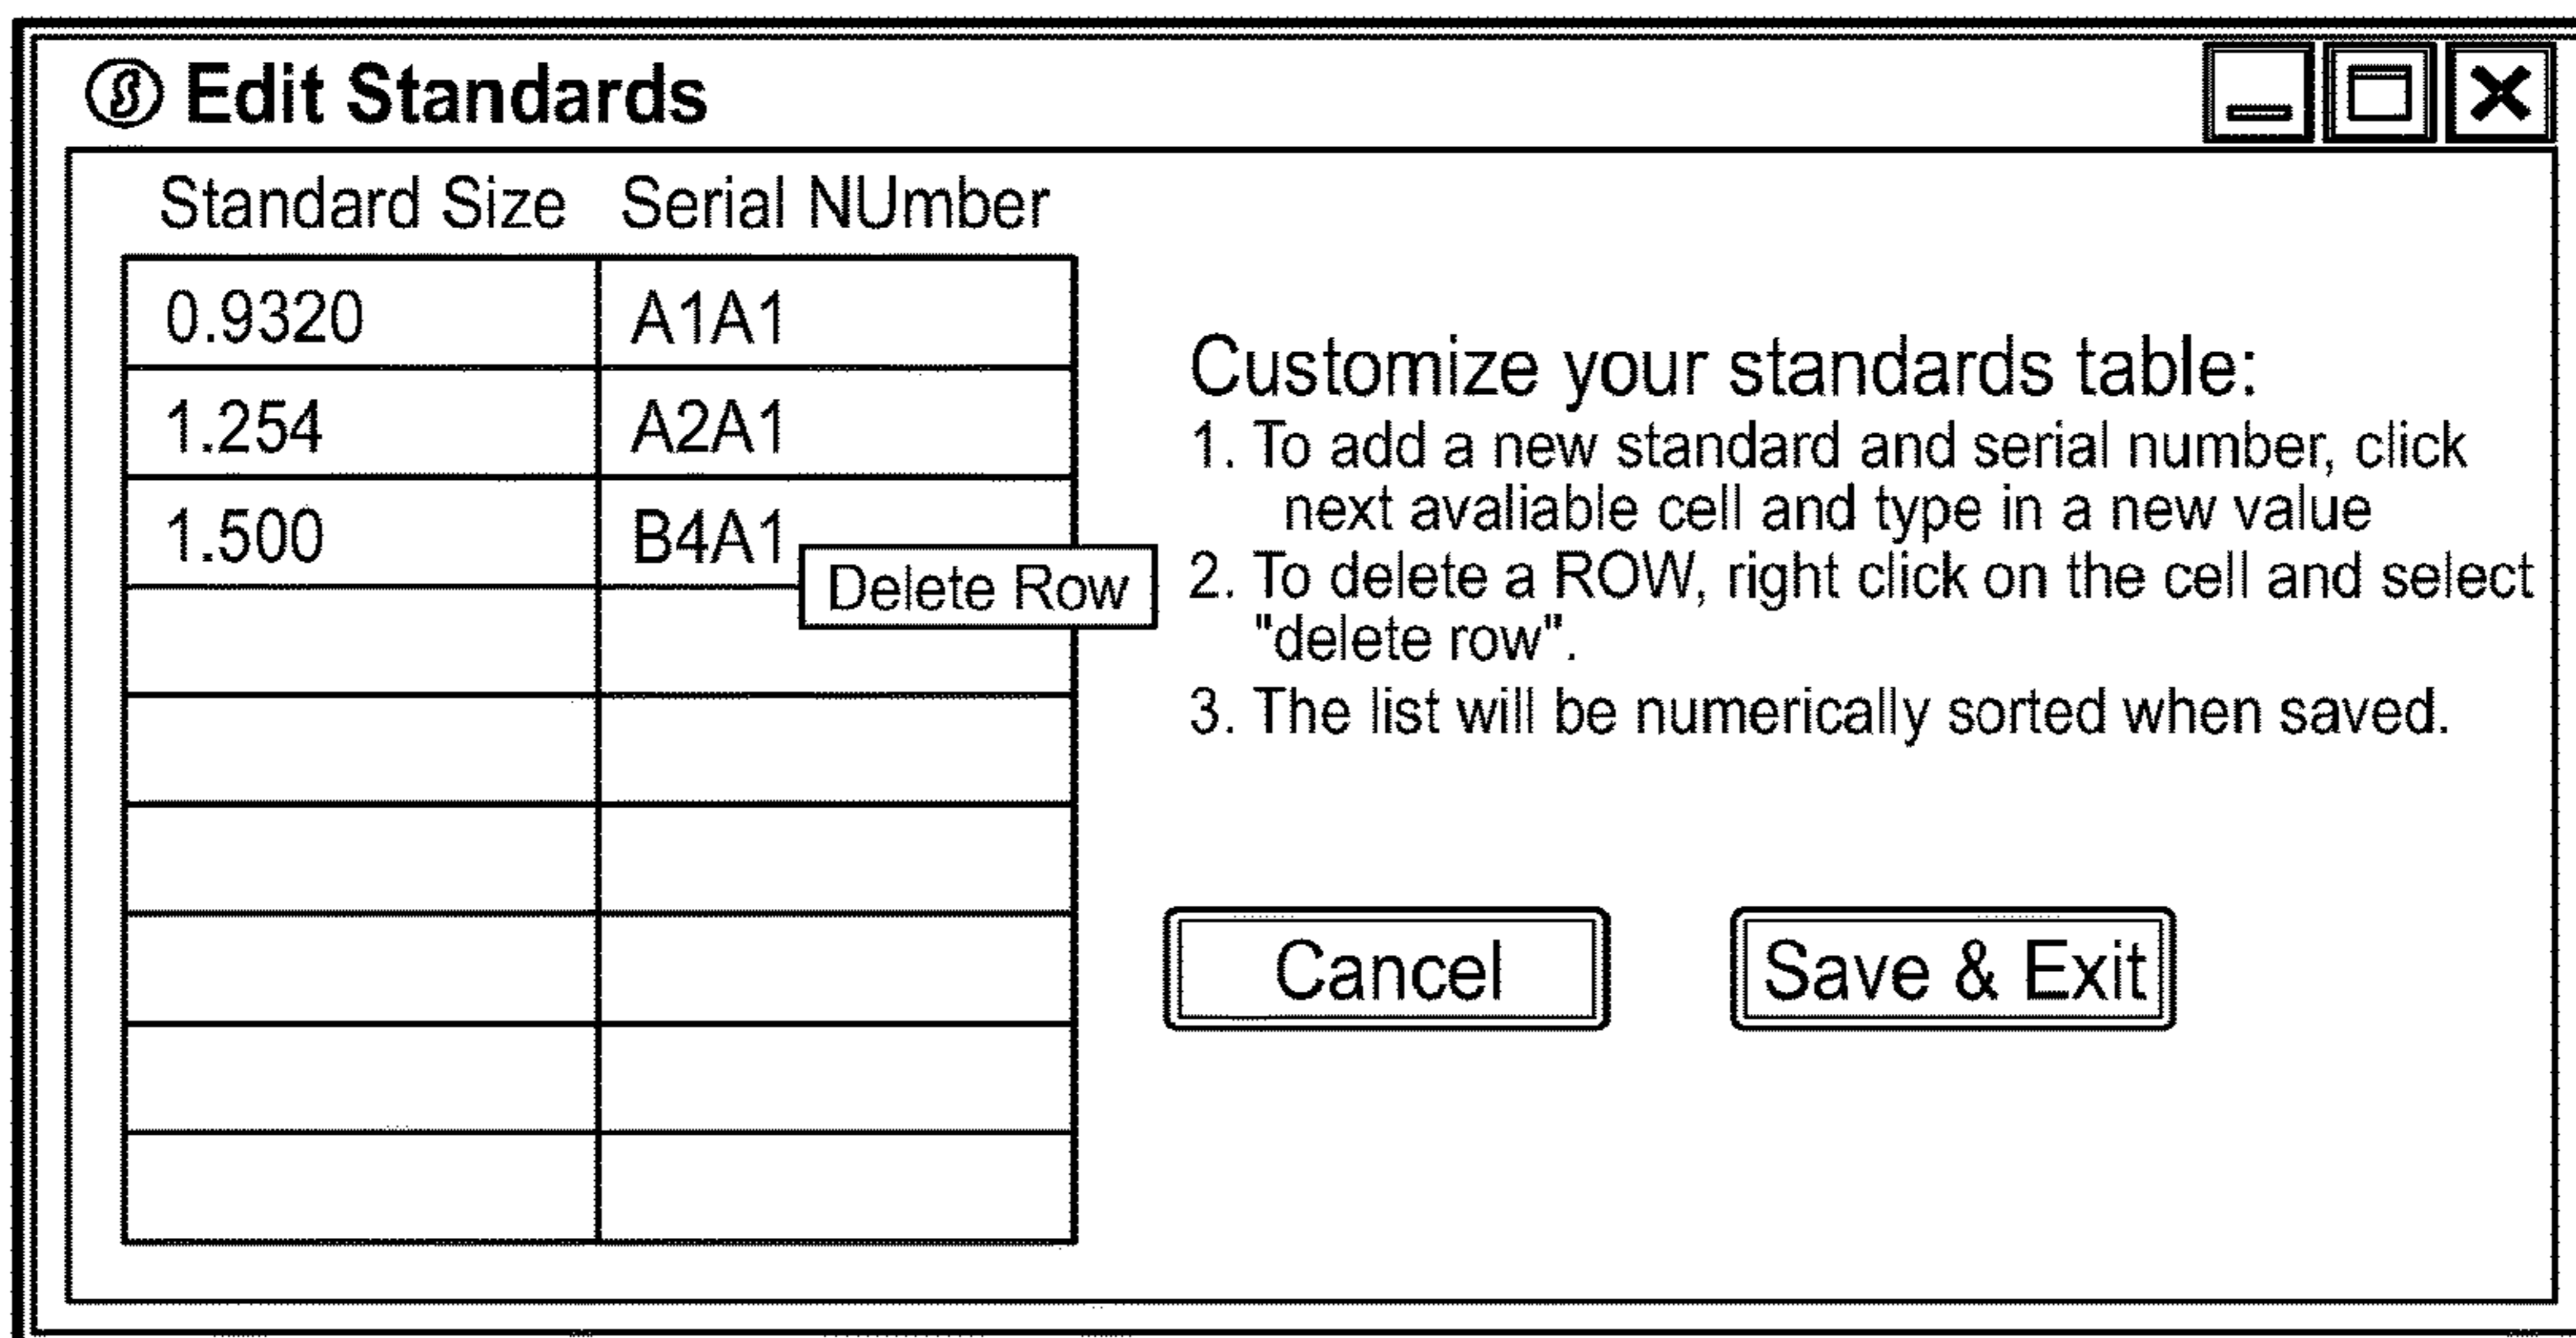 Edit Standards
Standard Size Serial NUmber
0.9320 A1A1
1.254 A2A1
1.500 B4A1
Delete Row
Customize your standards table:
1. To add a new standard and serial number, click
next avaliable cell and type in a new value
2. To delete a ROW, right click on the cell and select
"delete row".
3. The list will be numerically sorted when saved.
Cancel Save & Exit